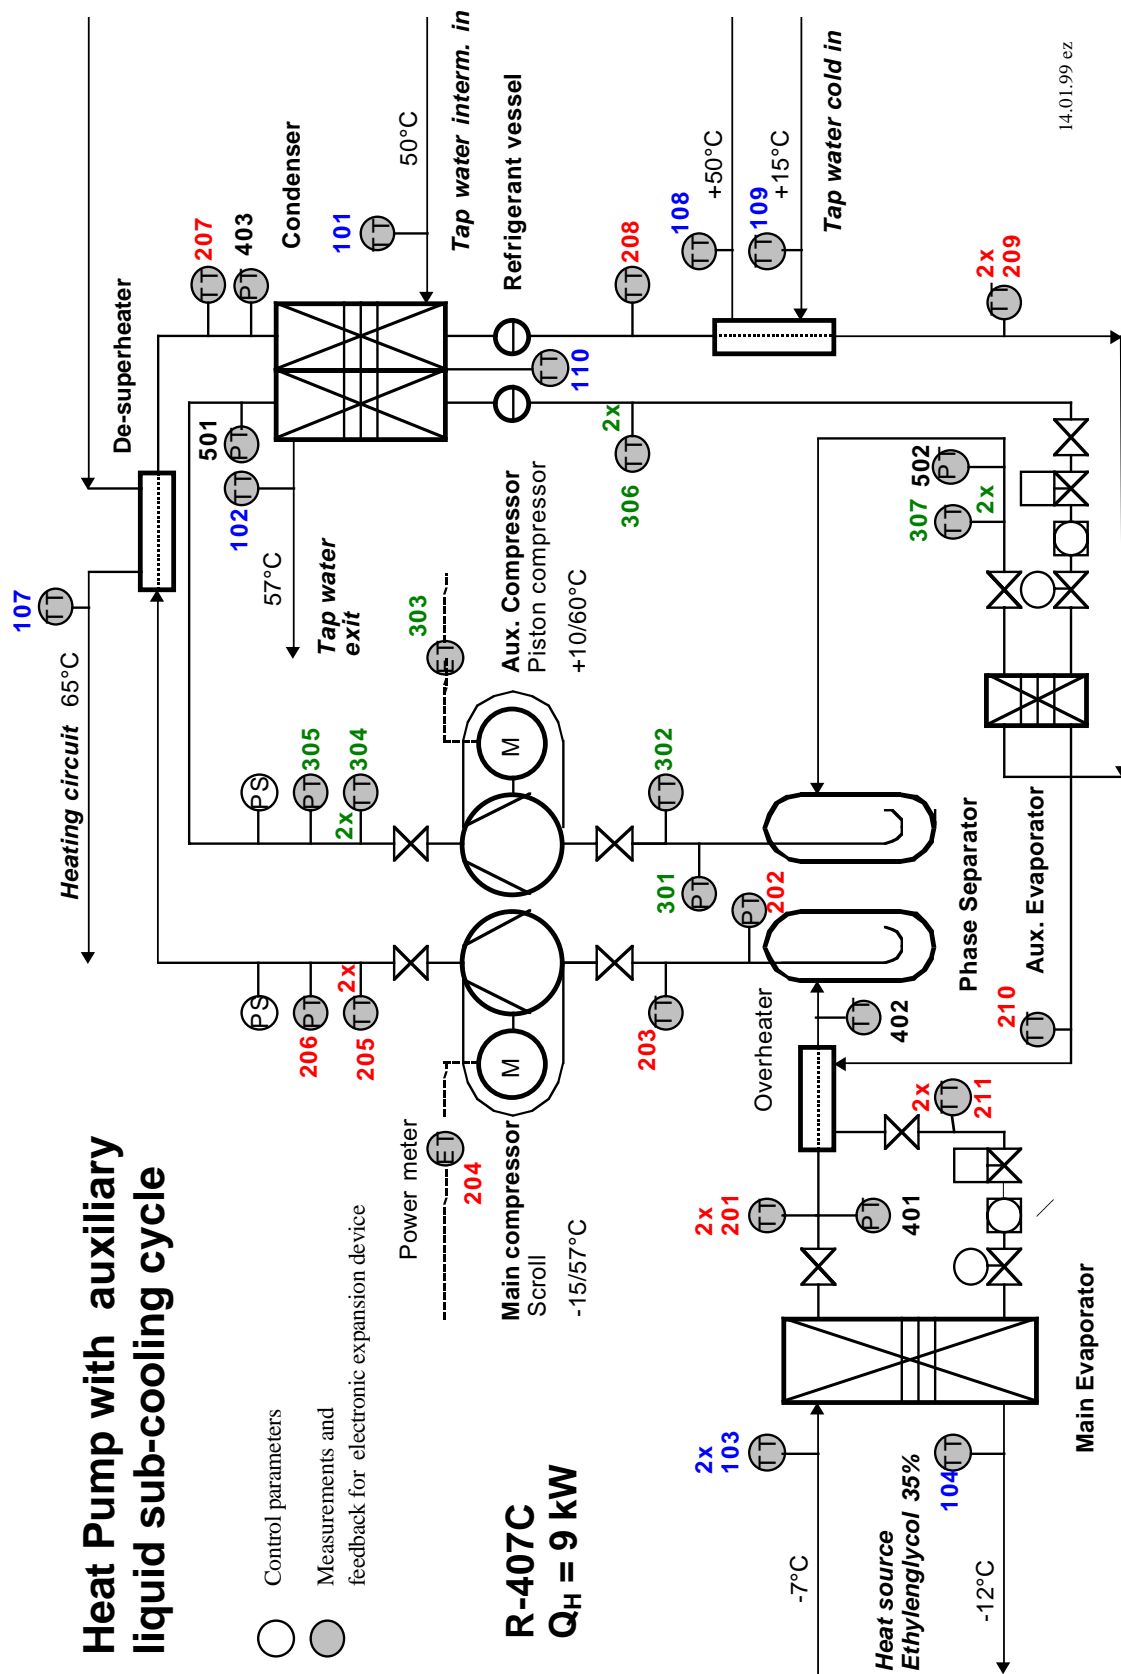 Heat Pump with auxiliary
liquid sub-cooling cycle
Control parameters
Measurements and
feedback for electronic expansion device
R-407C
QH = 9 kW
Heating circuit 65°C
TT
107
De-superheater
TT
207
PT
403
Condenser
PT
501
TT
102
57°C
Tap water
exit
TT
101
50°C
Tap water interm. in
Refrigerant vessel
TT
110
TT
208
2x
TT
306
TT
108
+50°C
TT
109
+15°C
Tap water cold in
TT
2x
209
PS
PT
206
TT
2x
205
PS
PT
305
TT
2x
304
Power meter
ET
204
Main compressor
Scroll
-15/57°C
M
M
ET
303
Aux. Compressor
Piston compressor
+10/60°C
TT
203
PT
202
PT
301
TT
302
Phase Separator
Overheater
TT
402
PT
502
TT
307
2x
Aux. Evaporator
TT
210
2x
TT
211
2x
201
TT
PT
401
Main Evaporator
2x
103
TT
TT
104
-7°C
Heat source
Ethylenglycol 35%
-12°C
14.01.99 ez